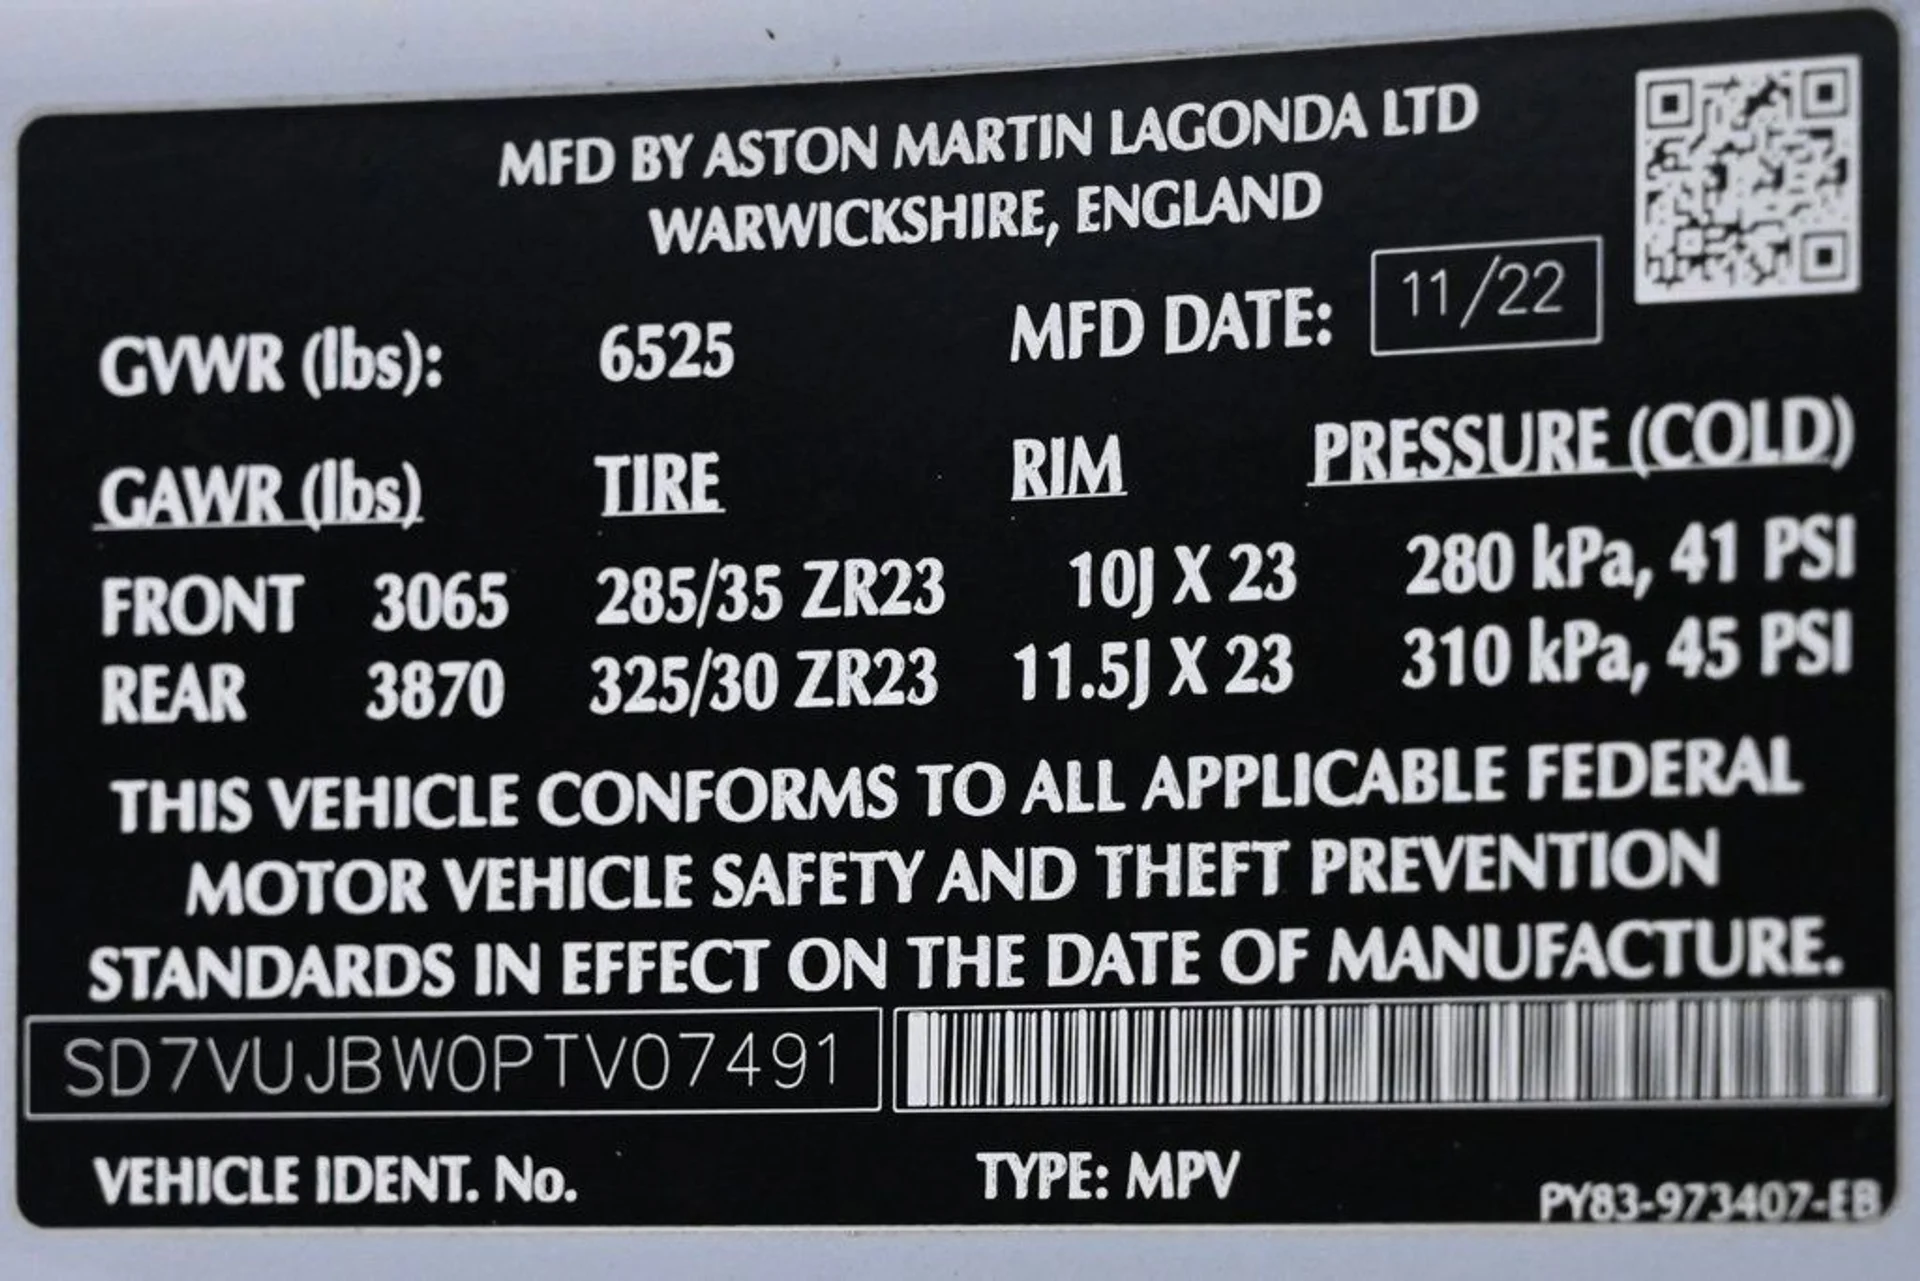 MFD BY ASTON MARTIN LAGONDA LTD
WARWICKSHIRE, ENGLAND
GVWR (lbs): 6525 MFD DATE: 11/22
GAWR (lbs) TIRE RIM PRESSURE (COLD)
FRONT 3065 285/35 ZR23 10J X 23 280 kPa, 41 PSI
REAR 3870 325/30 ZR23 11.5J X 23 310 kPa, 45 PSI
THIS VEHICLE CONFORMS TO ALL APPLICABLE FEDERAL
MOTOR VEHICLE SAFETY AND THEFT PREVENTION
STANDARDS IN EFFECT ON THE DATE OF MANUFACTURE.
SD7VUJBW0PTV07491
VEHICLE IDENT. No. TYPE: MPV PY83-973407-EB